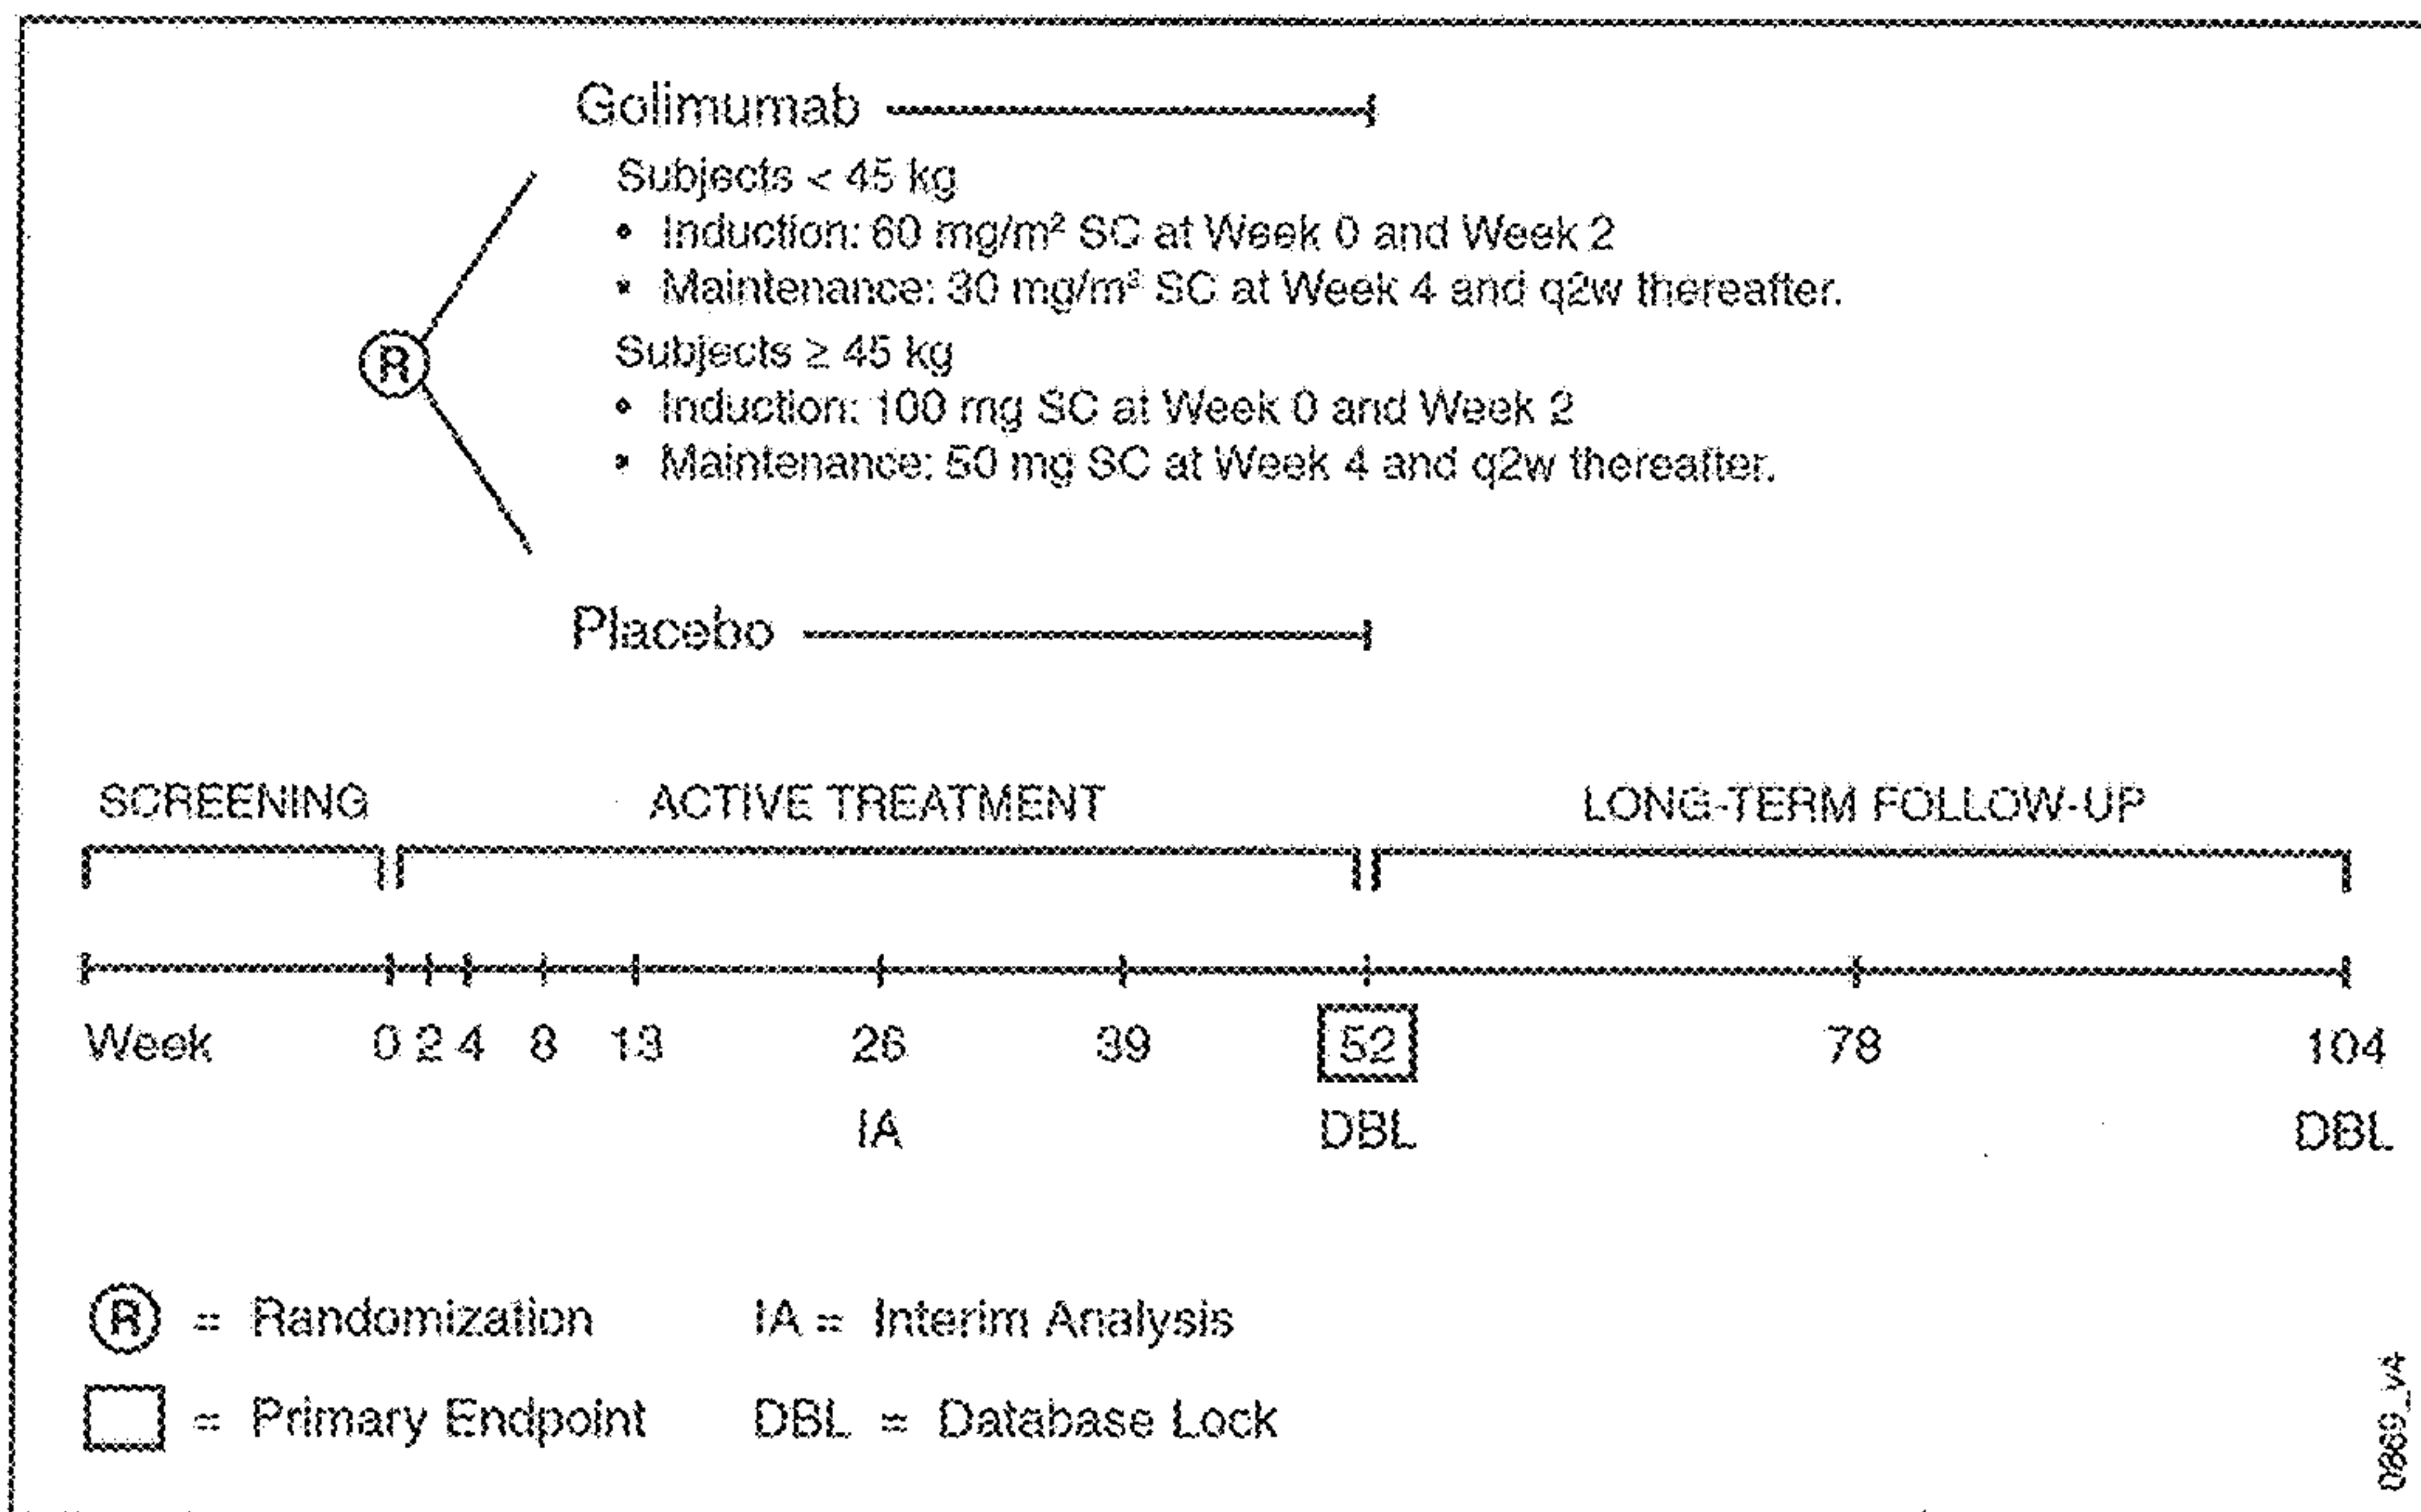 Golimumab
Subjects < 45 kg
• Induction: 60 mg/m² SC at Week 0 and Week 2
• Maintenance: 30 mg/m² SC at Week 4 and q2w thereafter.
R
Subjects ≥ 45 kg
• Induction: 100 mg SC at Week 0 and Week 2
• Maintenance: 50 mg SC at Week 4 and q2w thereafter.
Placebo
SCREENING ACTIVE TREATMENT LONG-TERM FOLLOW-UP
Week 0 2 4 8 13 26 39 52 78 104
IA DBL DBL
R = Randomization IA = Interim Analysis
= Primary Endpoint DBL = Database Lock